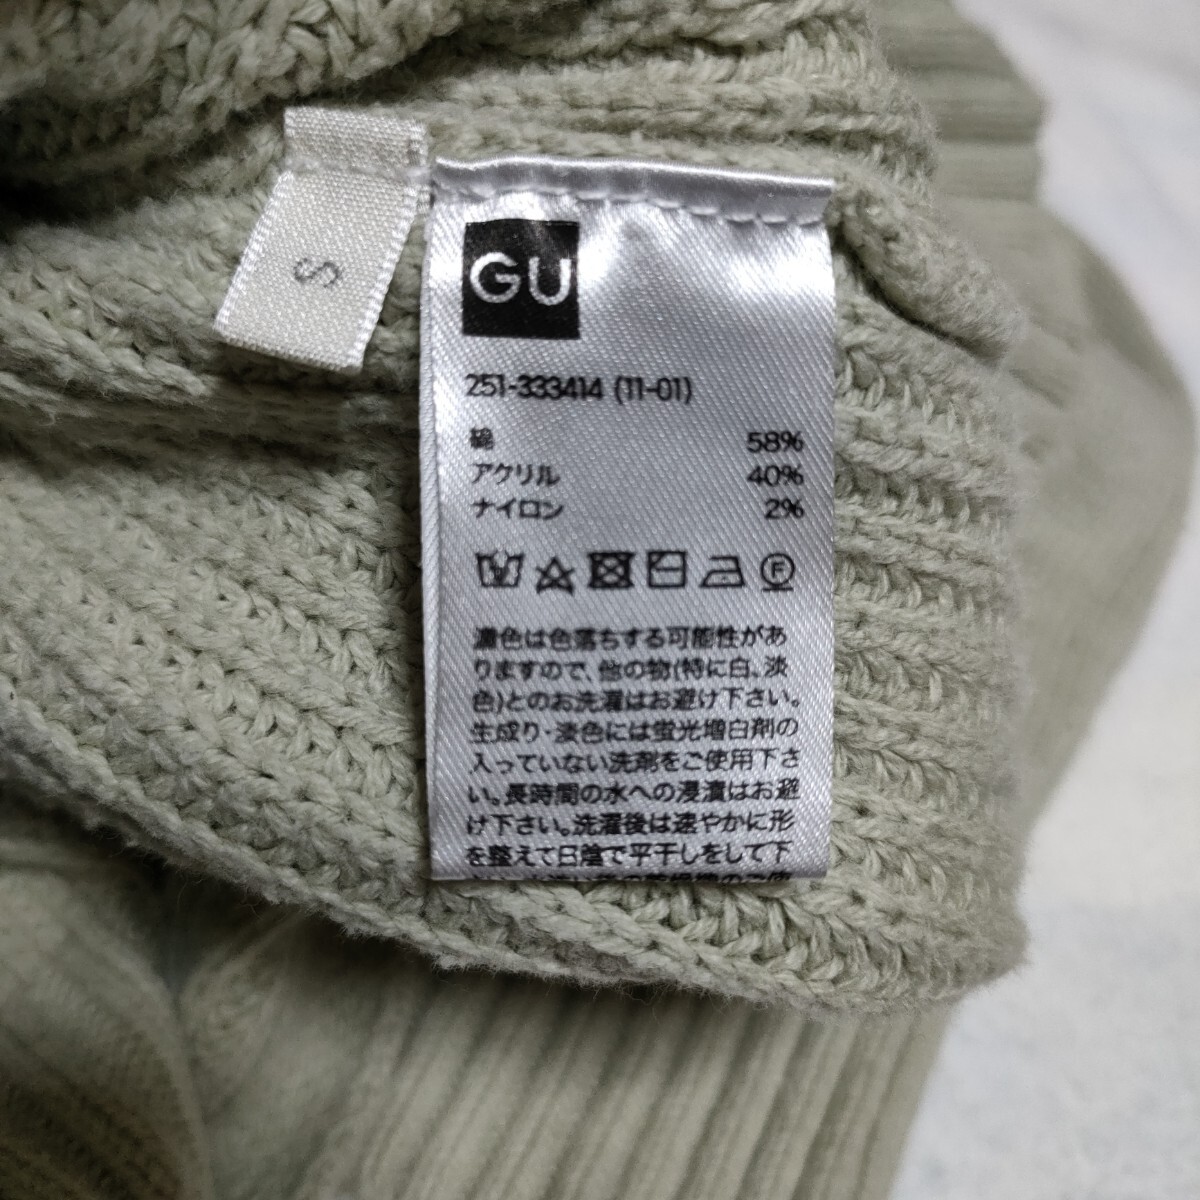 S
GU
251-333414 (11-01)
綿 58%
アクリル 40%
ナイロン 2%
F
濃色は色落ちする可能性があ
りますので、他の物(特に白、淡
色)とのお洗濯はお避け下さい。
生成り・淡色には蛍光増白剤の
入っていない洗剤をご使用下さ
い。長時間の水への浸漬はお避
け下さい。洗濯後は速やかに形
を整えて日陰で平干しをして下